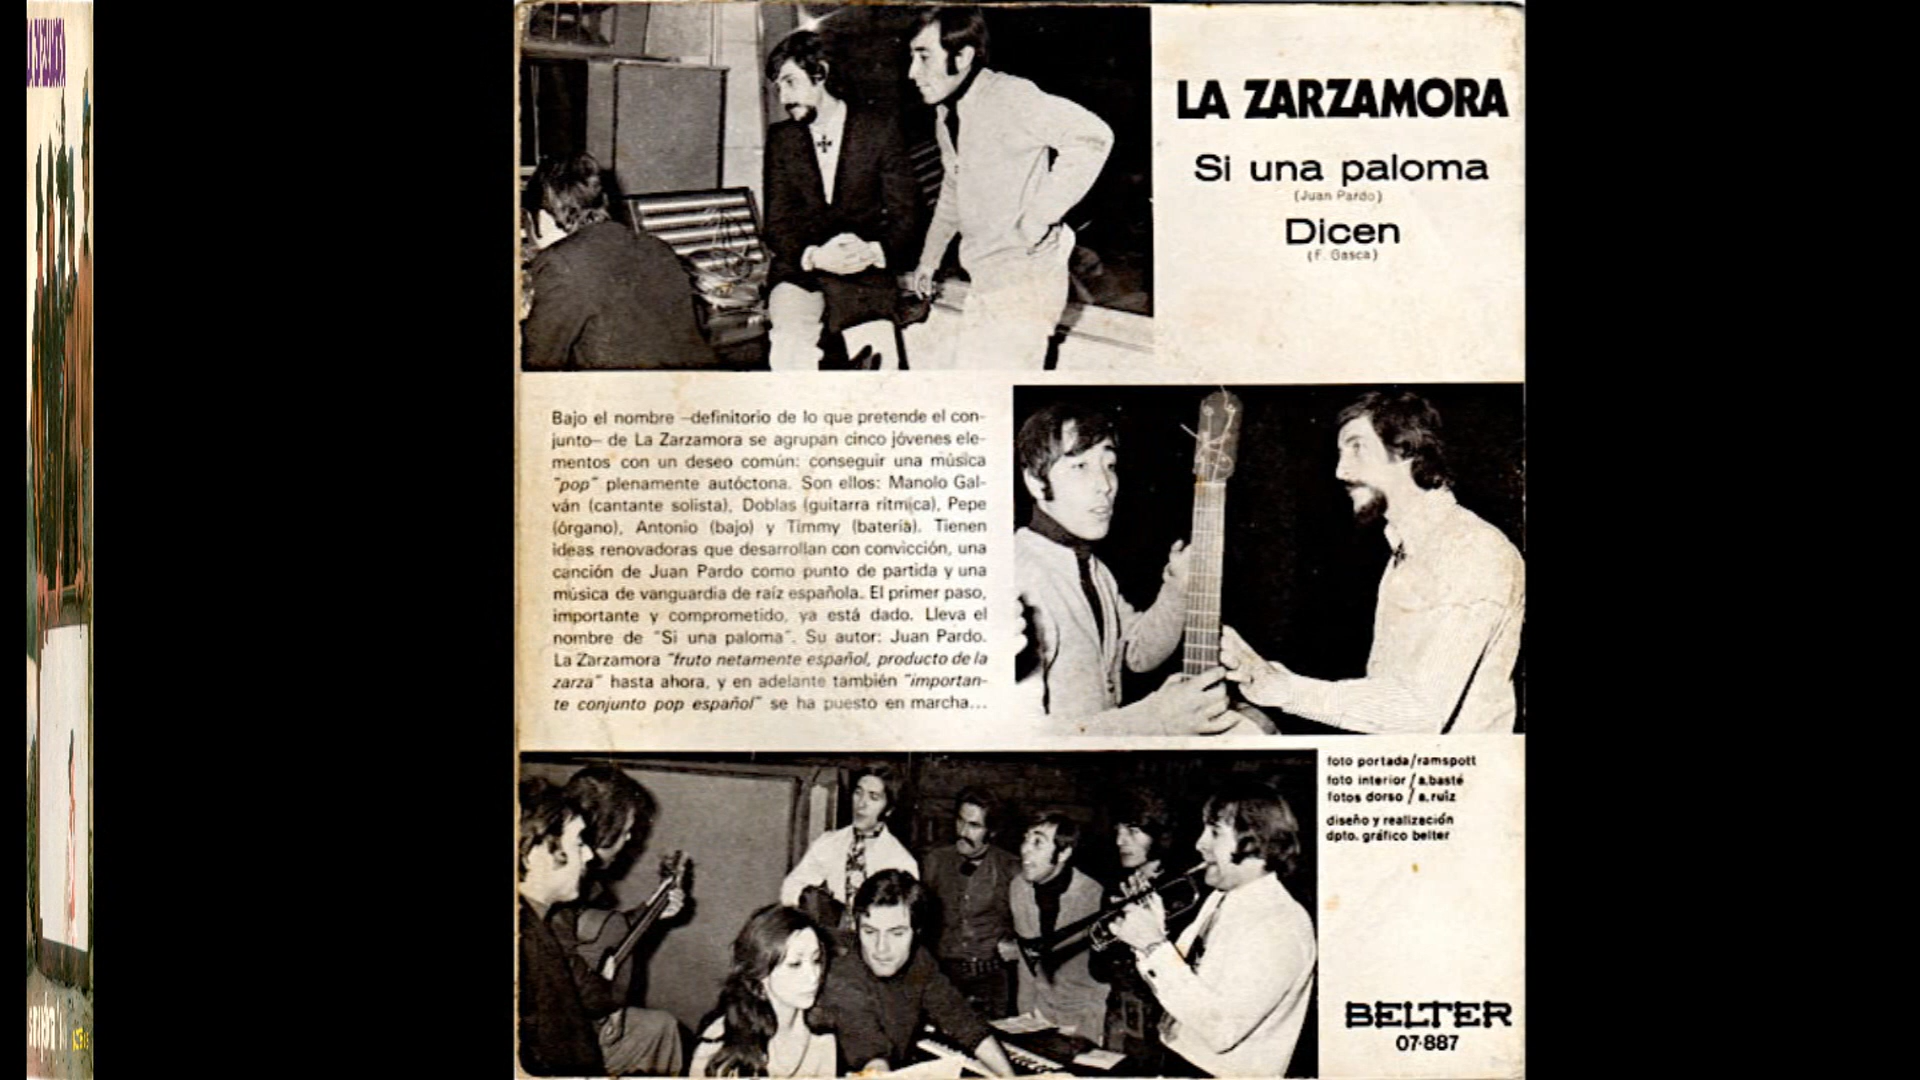 LA ZARZAMORA
Si una paloma
(Juan Pardo)
Dicen
(F. Gasca)
Bajo el nombre –definitorio de lo que pretende el con-
junto– de La Zarzamora se agrupan cinco jóvenes ele-
mentos con un deseo común: conseguir una música
"pop" plenamente autóctona. Son ellos: Manolo Gal-
ván (cantante solista), Doblas (guitarra rítmica), Pepe
(órgano), Antonio (bajo) y Timmy (batería). Tienen
ideas renovadoras que desarrollan con convicción, una
canción de Juan Pardo como punto de partida y una
música de vanguardia de raíz española. El primer paso,
importante y comprometido, ya está dado. Lleva el
nombre de "Si una paloma". Su autor: Juan Pardo.
La Zarzamora "fruto netamente español, producto de la
zarza" hasta ahora, y en adelante también "importan-
te conjunto pop español" se ha puesto en marcha...
foto portada/ramspott
foto interior/a.basté
fotos dorso/a.ruiz
diseño y realización
dpto. gráfico belter
BELTER
07·887
LA ZARZAMORA